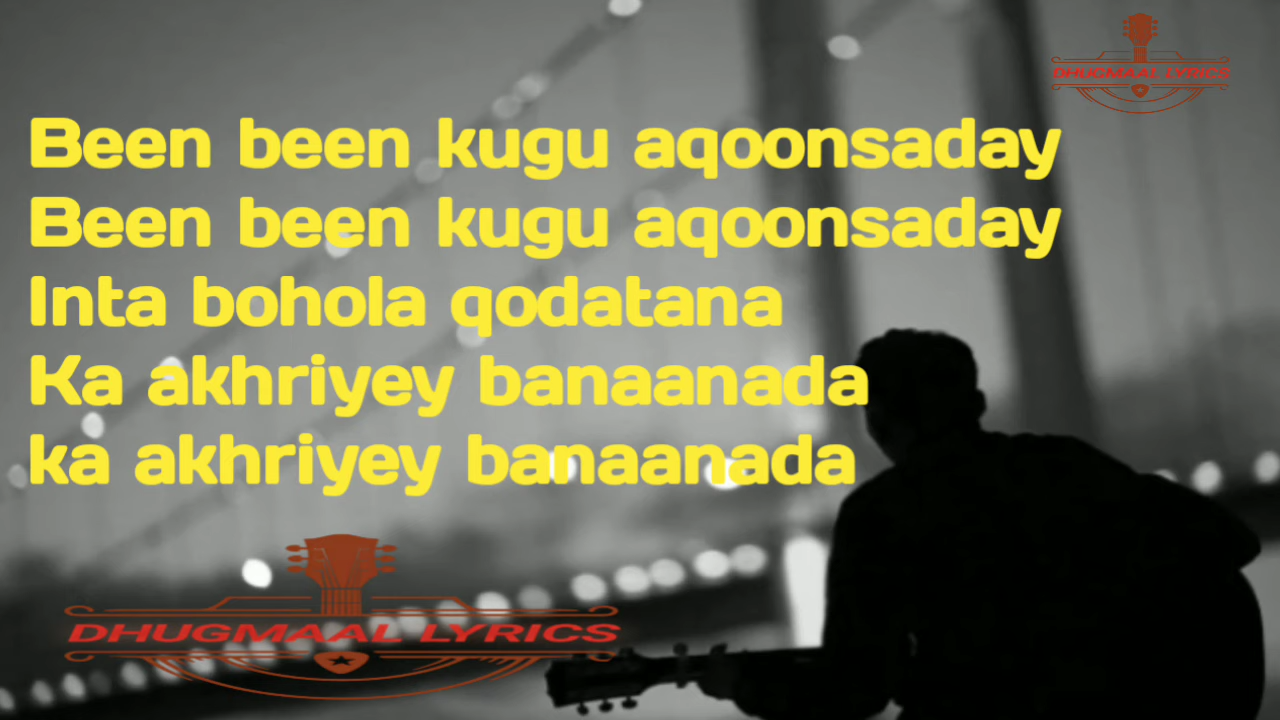 DHUGMAAL LYRICS
Been been kugu aqoonsaday
Been been kugu aqoonsaday
Inta bohola qodatana
Ka akhriyey banaanada
ka akhriyey banaanada
DHUGMAAL LYRICS